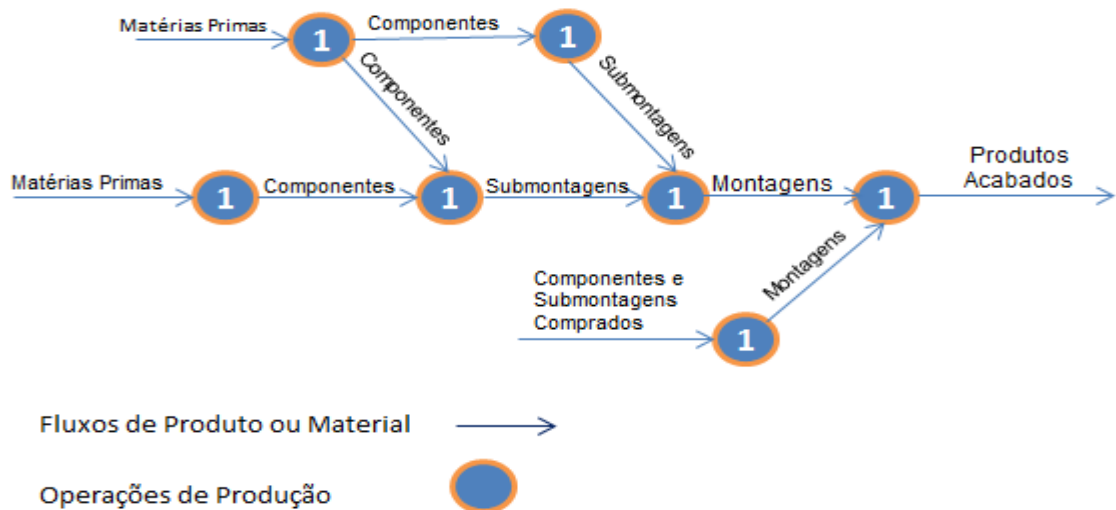 Matérias Primas
1
Componentes
1
Componentes
Submontagens
Matérias Primas
1
Componentes
1
Submontagens
1
Montagens
1
Produtos
Acabados
Componentes e
Submontagens
Comprados
1
Montagens
Fluxos de Produto ou Material
Operações de Produção